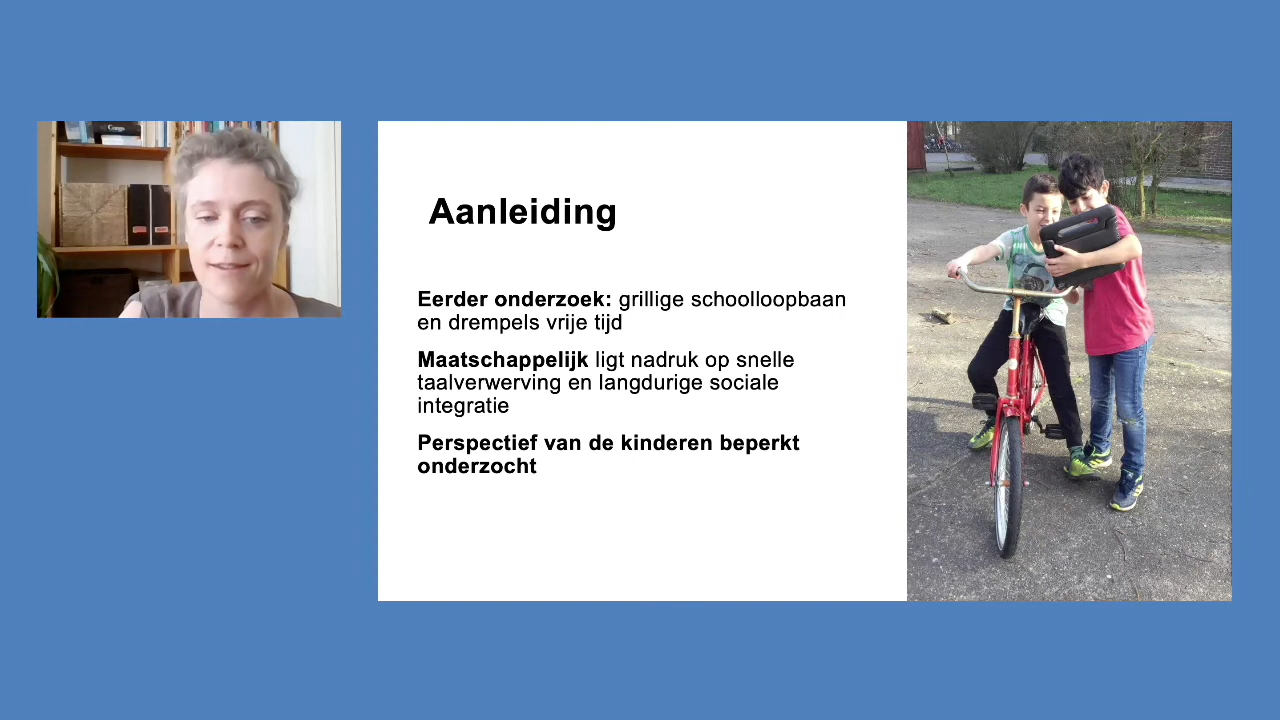 Aanleiding
Eerder onderzoek: grillige schoolloopbaan
en drempels vrije tijd
Maatschappelijk ligt nadruk op snelle
taalverwerving en langdurige sociale
integratie
Perspectief van de kinderen beperkt
onderzocht